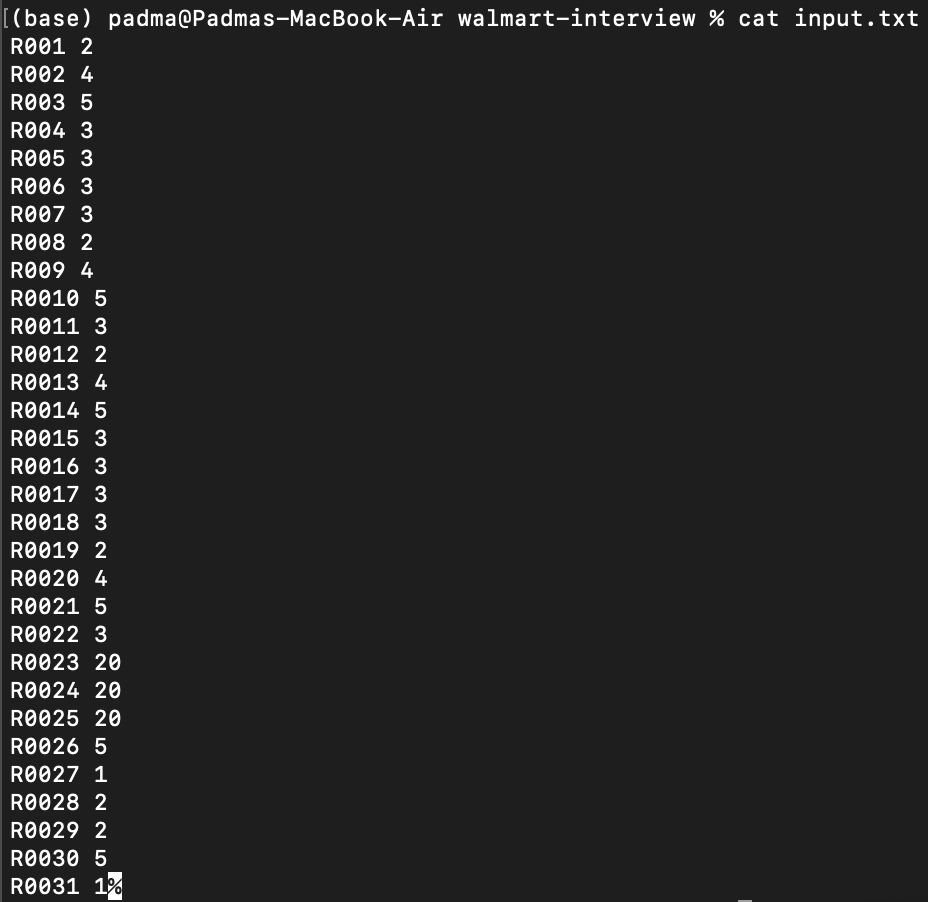 [(base) padma@Padmas-MacBook-Air walmart-interview % cat input.txt
R001 2
R002 4
R003 5
R004 3
R005 3
R006 3
R007 3
R008 2
R009 4
R0010 5
R0011 3
R0012 2
R0013 4
R0014 5
R0015 3
R0016 3
R0017 3
R0018 3
R0019 2
R0020 4
R0021 5
R0022 3
R0023 20
R0024 20
R0025 20
R0026 5
R0027 1
R0028 2
R0029 2
R0030 5
R0031 1%